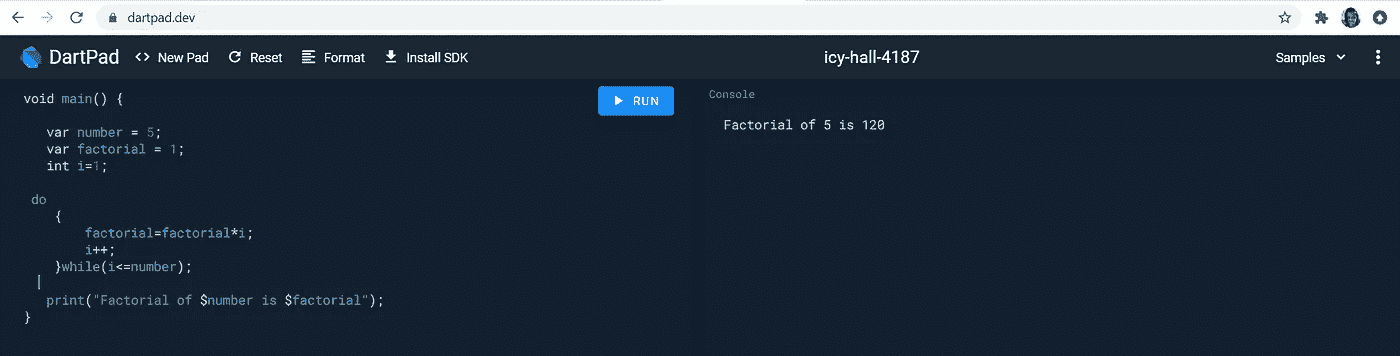 dartpad.dev
DartPad <> New Pad Reset Format Install SDK icy-hall-4187 Samples
void main() {
RUN
var number = 5;
var factorial = 1;
int i=1;
do
{
factorial=factorial*i;
i++;
}while(i<=number);
print("Factorial of $number is $factorial");
}
Console
Factorial of 5 is 120